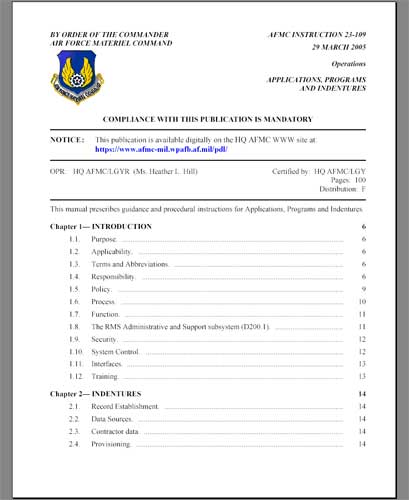 BY ORDER OF THE COMMANDER
AIR FORCE MATERIEL COMMAND
AFMC INSTRUCTION 23-109
29 MARCH 2005
Operations
APPLICATIONS, PROGRAMS
AND INDENTURES
COMPLIANCE WITH THIS PUBLICATION IS MANDATORY
NOTICE: This publication is available digitally on the HQ AFMC WWW site at:
https://www.afmc-mil.wpafb.af.mil/pdl/
OPR: HQ AFMC/LGYR (Ms. Heather L. Hill) Certified by: HQ AFMC/LGY
Pages: 100
Distribution: F
This manual prescribes guidance and procedural instructions for Applications, Programs and Indentures.
Chapter 1— INTRODUCTION 6
1.1. Purpose. 6
1.2. Applicability. 6
1.3. Terms and Abbreviations. 6
1.4. Responsibility. 6
1.5. Policy. 9
1.6. Process. 10
1.7. Function. 11
1.8. The RMS Administrative and Support subsystem (D200.1). 11
1.9. Security. 12
1.10. System Control. 12
1.11. Interfaces. 13
1.12. Training. 13
Chapter 2— INDENTURES 14
2.1. Record Establishment. 14
2.2. Data Sources. 14
2.3. Contractor data. 14
2.4. Provisioning. 14